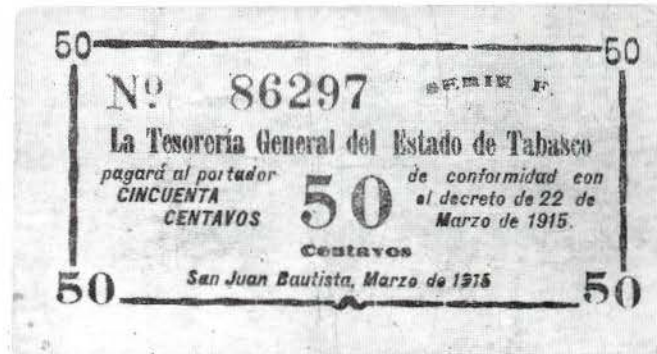 50 50
Nº 86297 SERIE F.
La Tesorería General del Estado de Tabasco
pagará al portador
CINCUENTA
CENTAVOS
50
Centavos
de conformidad con
el decreto de 22 de
Marzo de 1915.
San Juan Bautista, Marzo de 1915
50 50